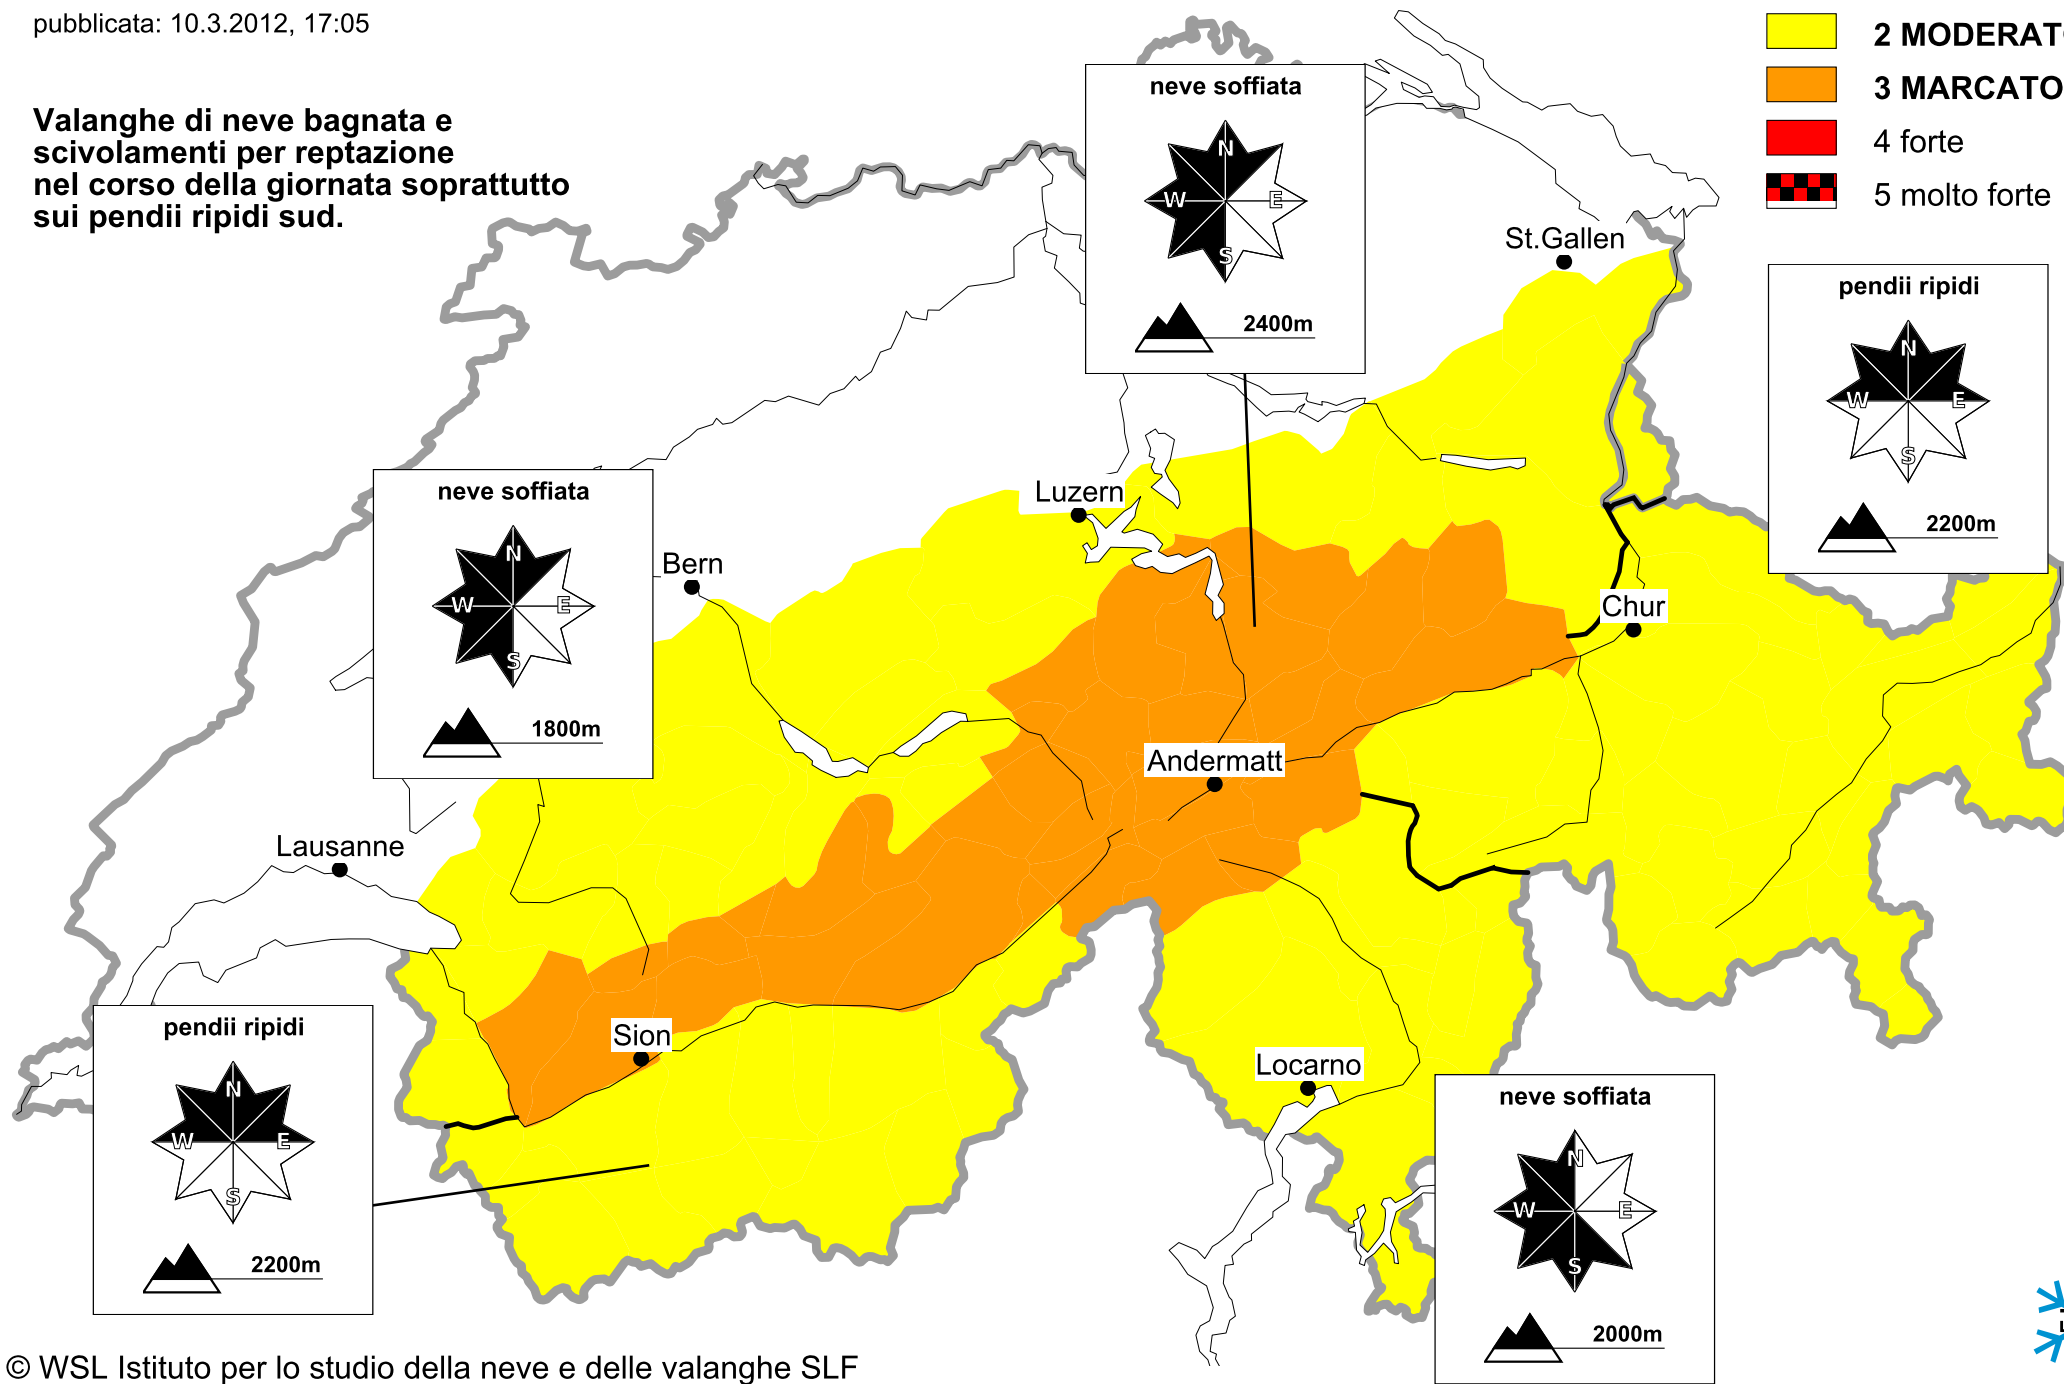 pubblicata: 10.3.2012, 17:05
Valanghe di neve bagnata e
scivolamenti per reptazione
nel corso della giornata soprattutto
sui pendii ripidi sud.
2 MODERATO
3 MARCATO
4 forte
5 molto forte
neve soffiata
N
W E
S
2400m
St.Gallen
pendii ripidi
N
W E
S
2200m
neve soffiata
N
W E
S
1800m
Luzern
Bern
Chur
Andermatt
Lausanne
Sion
Locarno
pendii ripidi
N
W E
S
2200m
neve soffiata
N
W E
S
2000m
© WSL Istituto per lo studio della neve e delle valanghe SLF